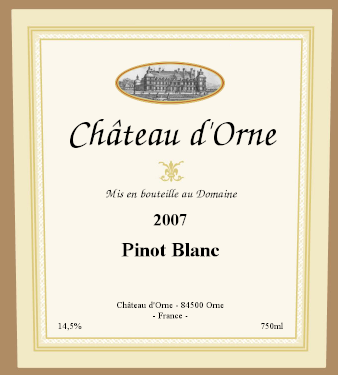 Château d'Orne
Mis en bouteille au Domaine
2007
Pinot Blanc
Château d'Orne - 84500 Orne
- France -
14,5%
750ml